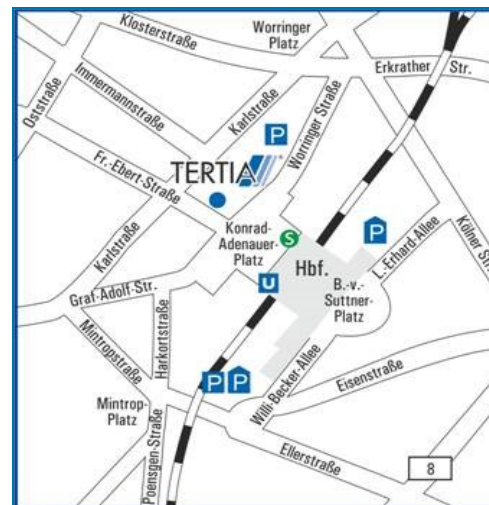 Klosterstraße
Worringer
Platz
Erkrather Str.
Oststraße
Immermannstraße
Karlstraße
P
Worringer Straße
TERTIA
Fr.-Ebert-Straße
Konrad-
Adenauer-
Platz
S
P
L.-Erhard-Allee
Kölner Str.
Karlstraße
Hbf.
U
B.-v.-
Suttner-
Platz
Graf-Adolf-Str.
Mintropstraße
Harkortstraße
P
P
Willi-Becker-Allee
Eisenstraße
Mintrop-
Platz
Poensgen-Straße
Ellerstraße
8